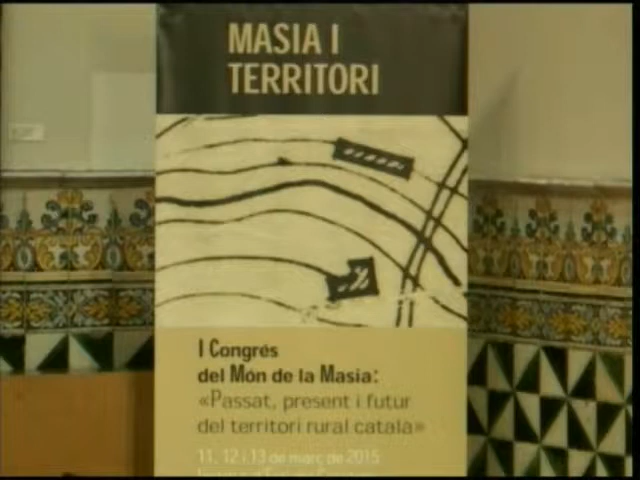 MASIA I
TERRITORI
I Congrés
del Món de la Masia:
«Passat, present i futur
del territori rural català»
11, 12 i 13 de març de 2015